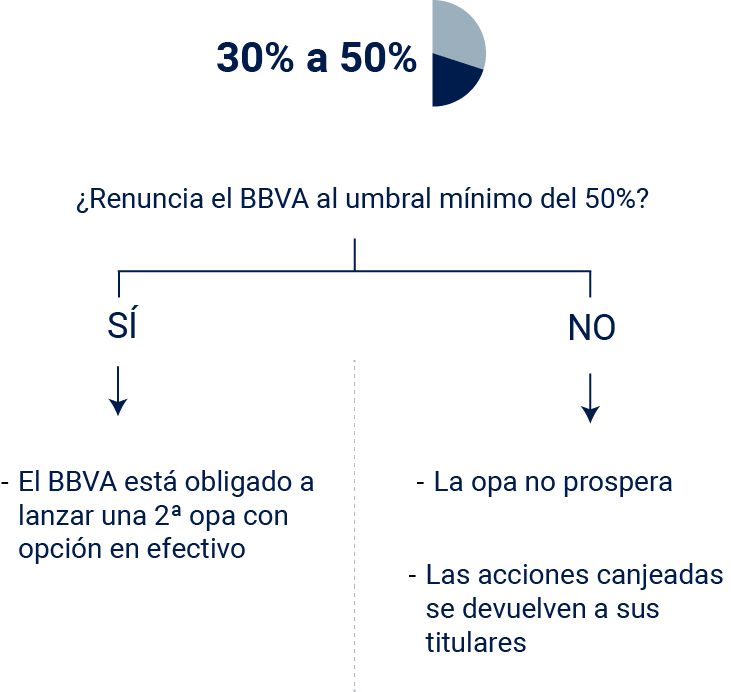 30% a 50%
¿Renuncia el BBVA al umbral mínimo del 50%?
SÍ
NO
- El BBVA está obligado a
lanzar una 2ª opa con
opción en efectivo
- La opa no prospera
- Las acciones canjeadas
se devuelven a sus
titulares